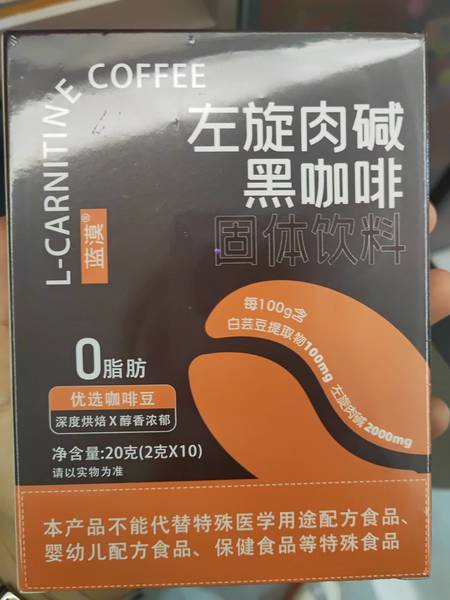 L-CARNITINE COFFEE
左旋肉碱
黑咖啡
固体饮料
蓝漠®
每100g含
白芸豆提取物100mg
左旋肉碱2000mg
0脂肪
优选咖啡豆
深度烘焙 X 醇香浓郁
净含量:20克(2克X10)
请以实物为准
本产品不能代替特殊医学用途配方食品、
婴幼儿配方食品、保健食品等特殊食品